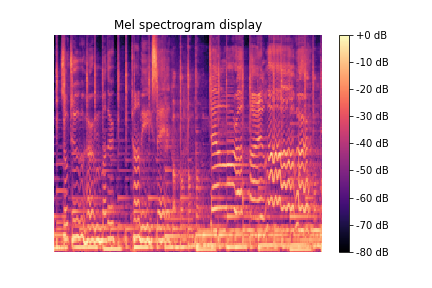 Mel spectrogram display
+0 dB
-10 dB
-20 dB
-30 dB
-40 dB
-50 dB
-60 dB
-70 dB
-80 dB